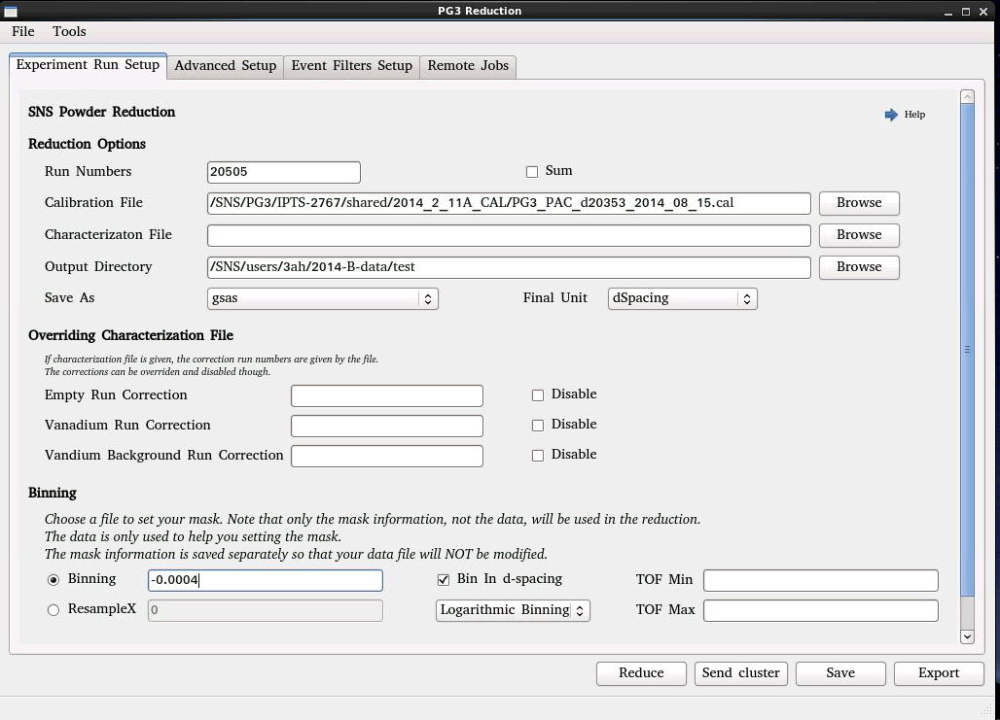 PG3 Reduction
File Tools
Experiment Run Setup Advanced Setup Event Filters Setup Remote Jobs
SNS Powder Reduction
Help
Reduction Options
Run Numbers 20505 Sum
Calibration File /SNS/PG3/IPTS-2767/shared/2014_2_11A_CAL/PG3_PAC_d20353_2014_08_15.cal Browse
Characterizaton File Browse
Output Directory /SNS/users/3ah/2014-B-data/test Browse
Save As gsas Final Unit dSpacing
Overriding Characterization File
If characterization file is given, the correction run numbers are given by the file.
The corrections can be overriden and disabled though.
Empty Run Correction Disable
Vanadium Run Correction Disable
Vandium Background Run Correction Disable
Binning
Choose a file to set your mask. Note that only the mask information, not the data, will be used in the reduction.
The data is only used to help you setting the mask.
The mask information is saved separately so that your data file will NOT be modified.
Binning -0.0004 Bin In d-spacing TOF Min
ResampleX 0 Logarithmic Binning TOF Max
Reduce Send cluster Save Export